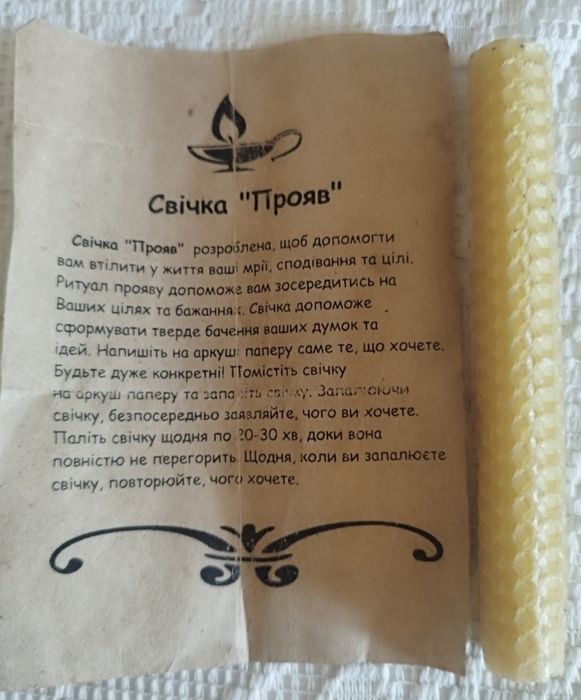 Свічка "Прояв"
Свічка "Прояв" розроблена, щоб допомогти
вам втілити у життя ваші мрії, сподівання та цілі.
Ритуал прояву допоможе вам зосередитись на
Ваших цілях та бажаннях. Свічка допоможе
сформувати тверде бачення ваших думок та
ідей. Напишіть на аркуші паперу саме те, що хочете.
Будьте дуже конкретні! Помістіть свічку
на аркуш паперу та запаліть свічку. Запалюючи
свічку, безпосередньо заявляйте, чого ви хочете.
Паліть свічку щодня по 20-30 хв, доки вона
повністю не перегорить. Щодня, коли ви запалюєте
свічку, повторюйте, чого хочете.